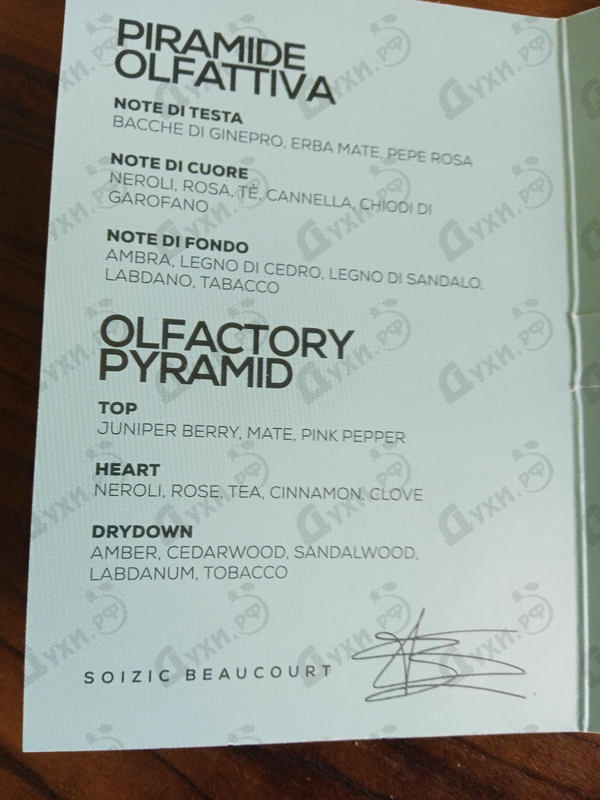 PIRAMIDE
OLFATTIVA
NOTE DI TESTA
BACCHE DI GINEPRO, ERBA MATE, PEPE ROSA
NOTE DI CUORE
NEROLI, ROSA, TÈ, CANNELLA, CHIODI DI
GAROFANO
NOTE DI FONDO
AMBRA, LEGNO DI CEDRO, LEGNO DI SANDALO,
LABDANO, TABACCO
OLFACTORY
PYRAMID
TOP
JUNIPER BERRY, MATE, PINK PEPPER
HEART
NEROLI, ROSE, TEA, CINNAMON, CLOVE
DRYDOWN
AMBER, CEDARWOOD, SANDALWOOD,
LABDANUM, TOBACCO
SOIZIC BEAUCOURT
Духи.рф